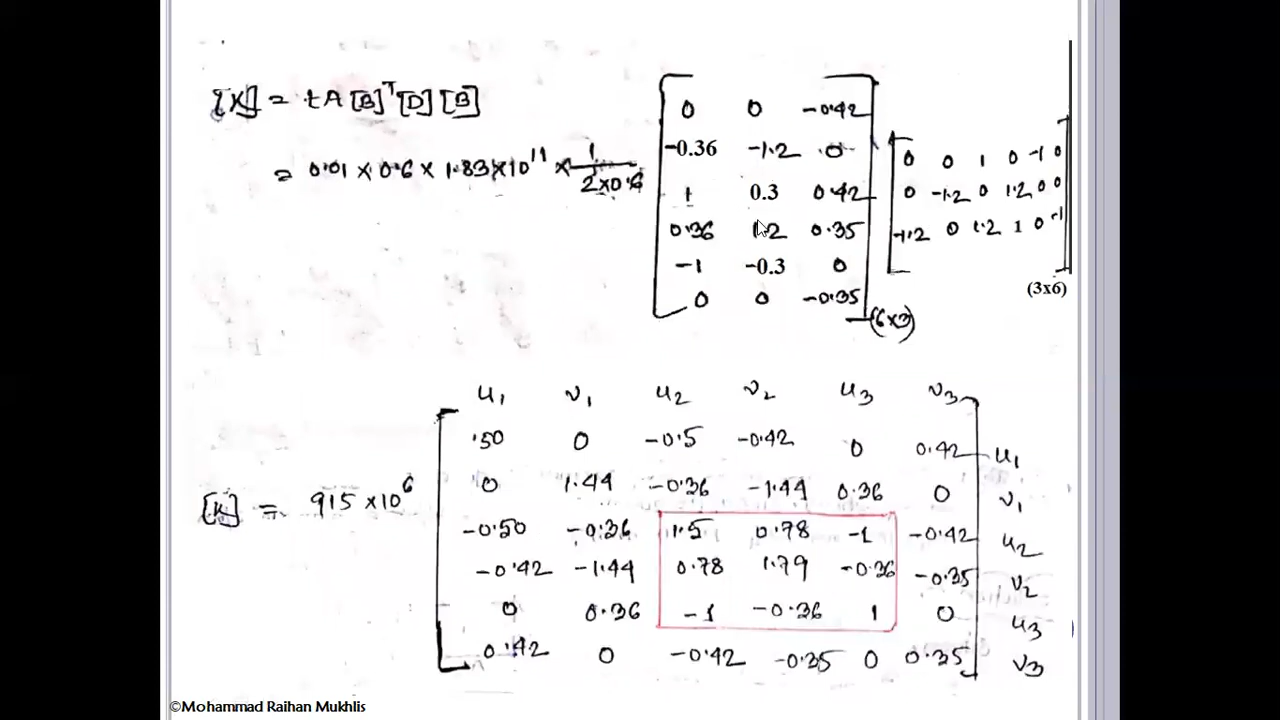 [K] = tA [B]ᵀ [D] [B]
= 0.01 × 0.6 × 1.83×10¹¹ × 1/(2×0.6)
0 0 -0.42
-0.36 -1.2 0
1 0.3 0.42
0.36 1.2 0.35
-1 -0.3 0
0 0 -0.35
(6×3)
0 0 1 0 -1 0
0 -1.2 0 1.2 0 0
-1.2 0 1.2 1 0 -1
(3x6)
u₁ v₁ u₂ v₂ u₃ v₃
.50 0 -0.5 -0.42 0 0.42 u₁
0 1.44 -0.36 -1.44 0.36 0 v₁
[K] = 915 ×10⁶
-0.50 -0.36 1.5 0.78 -1 -0.42 u₂
-0.42 -1.44 0.78 1.79 -0.36 -0.35 v₂
0 0.36 -1 -0.36 1 0 u₃
0.42 0 -0.42 -0.35 0 0.35 v₃
©Mohammad Raihan Mukhlis